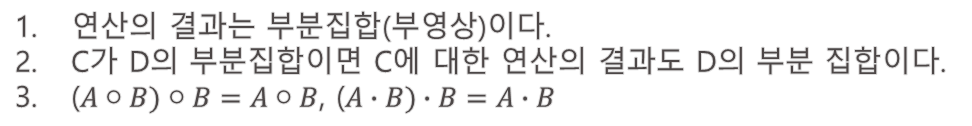 1. 연산의 결과는 부분집합(부영상)이다.
2. C가 D의 부분집합이면 C에 대한 연산의 결과도 D의 부분 집합이다.
3. (A ∘ B) ∘ B = A ∘ B, (A · B) · B = A · B